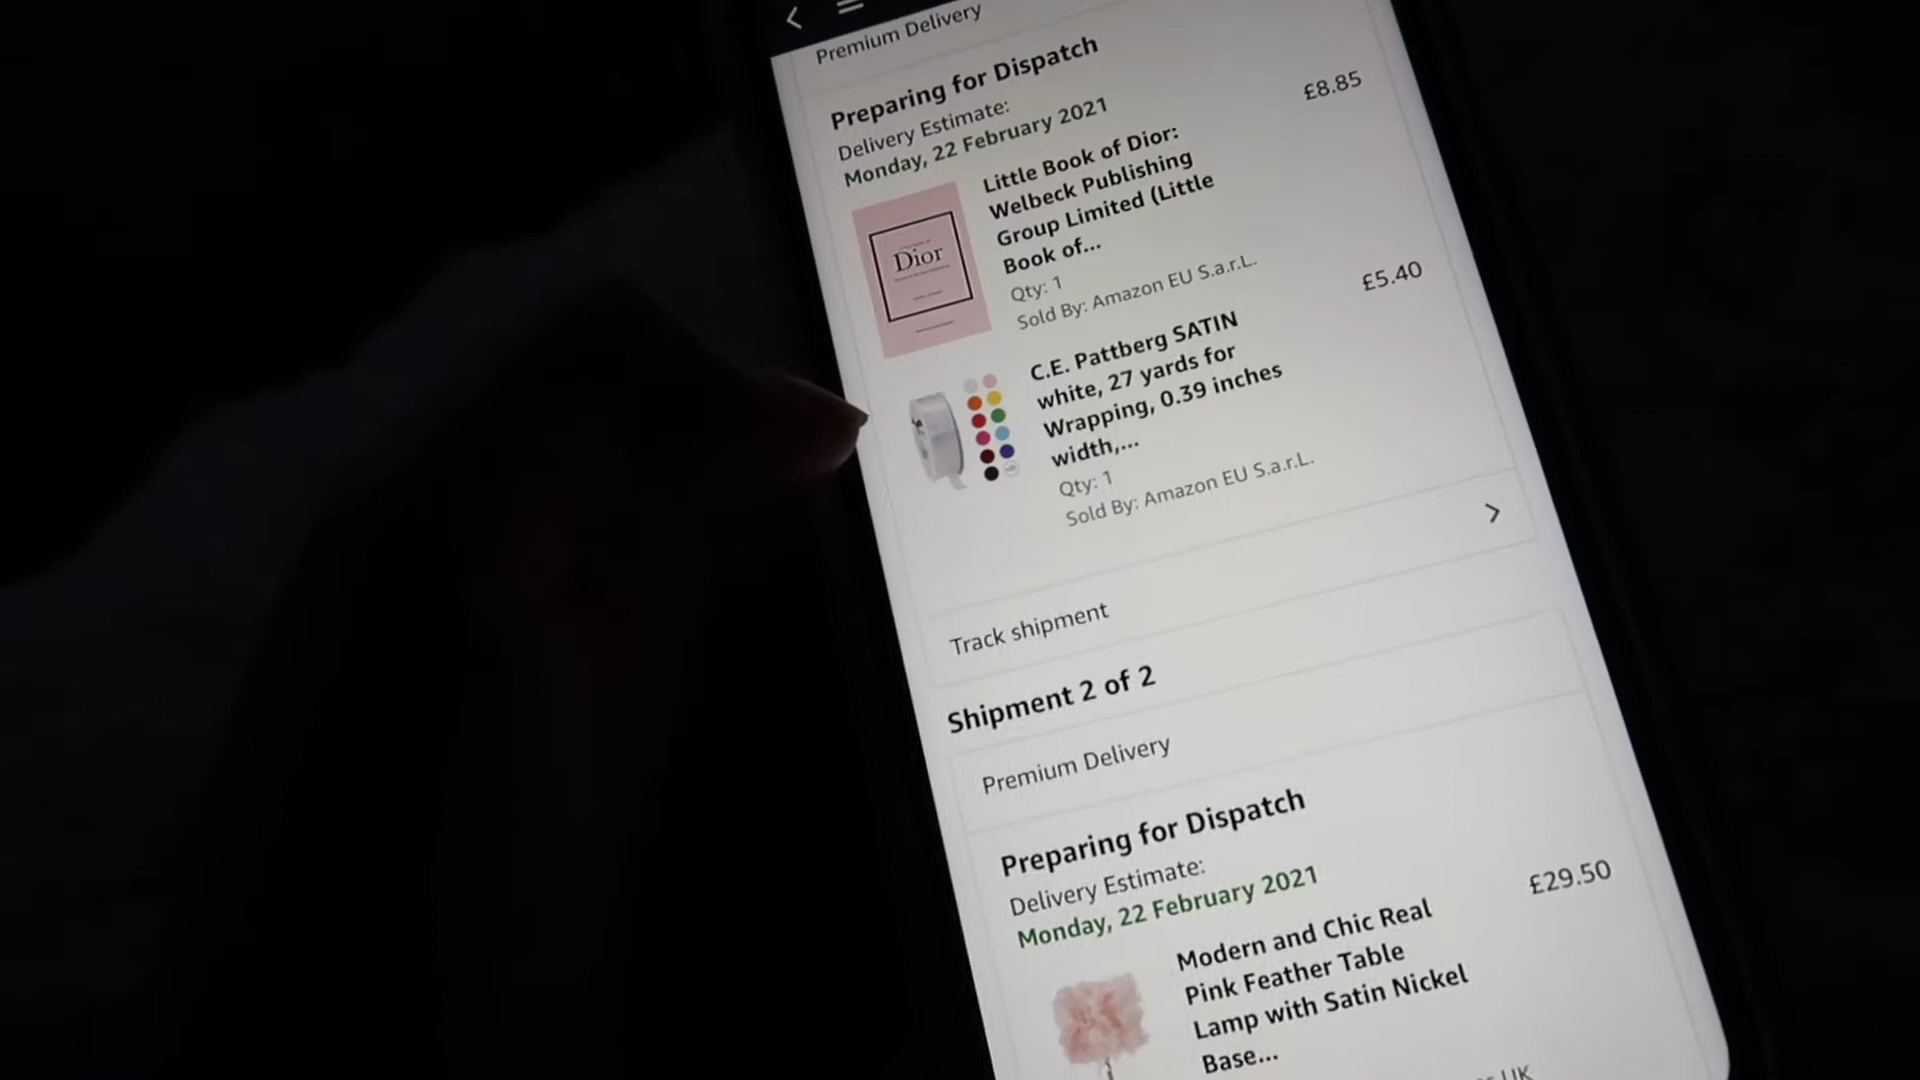 Premium Delivery
Preparing for Dispatch
Delivery Estimate:
Monday, 22 February 2021
£8.85
Little Book of Dior:
Welbeck Publishing
Group Limited (Little
Book of...
Qty: 1
Sold By: Amazon EU S.a.r.L.
Dior
£5.40
C.E. Pattberg SATIN
white, 27 yards for
Wrapping, 0.39 inches
width,...
Qty: 1
Sold By: Amazon EU S.a.r.L.
Track shipment
Shipment 2 of 2
Premium Delivery
Preparing for Dispatch
Delivery Estimate:
Monday, 22 February 2021
£29.50
Modern and Chic Real
Pink Feather Table
Lamp with Satin Nickel
Base...
UK